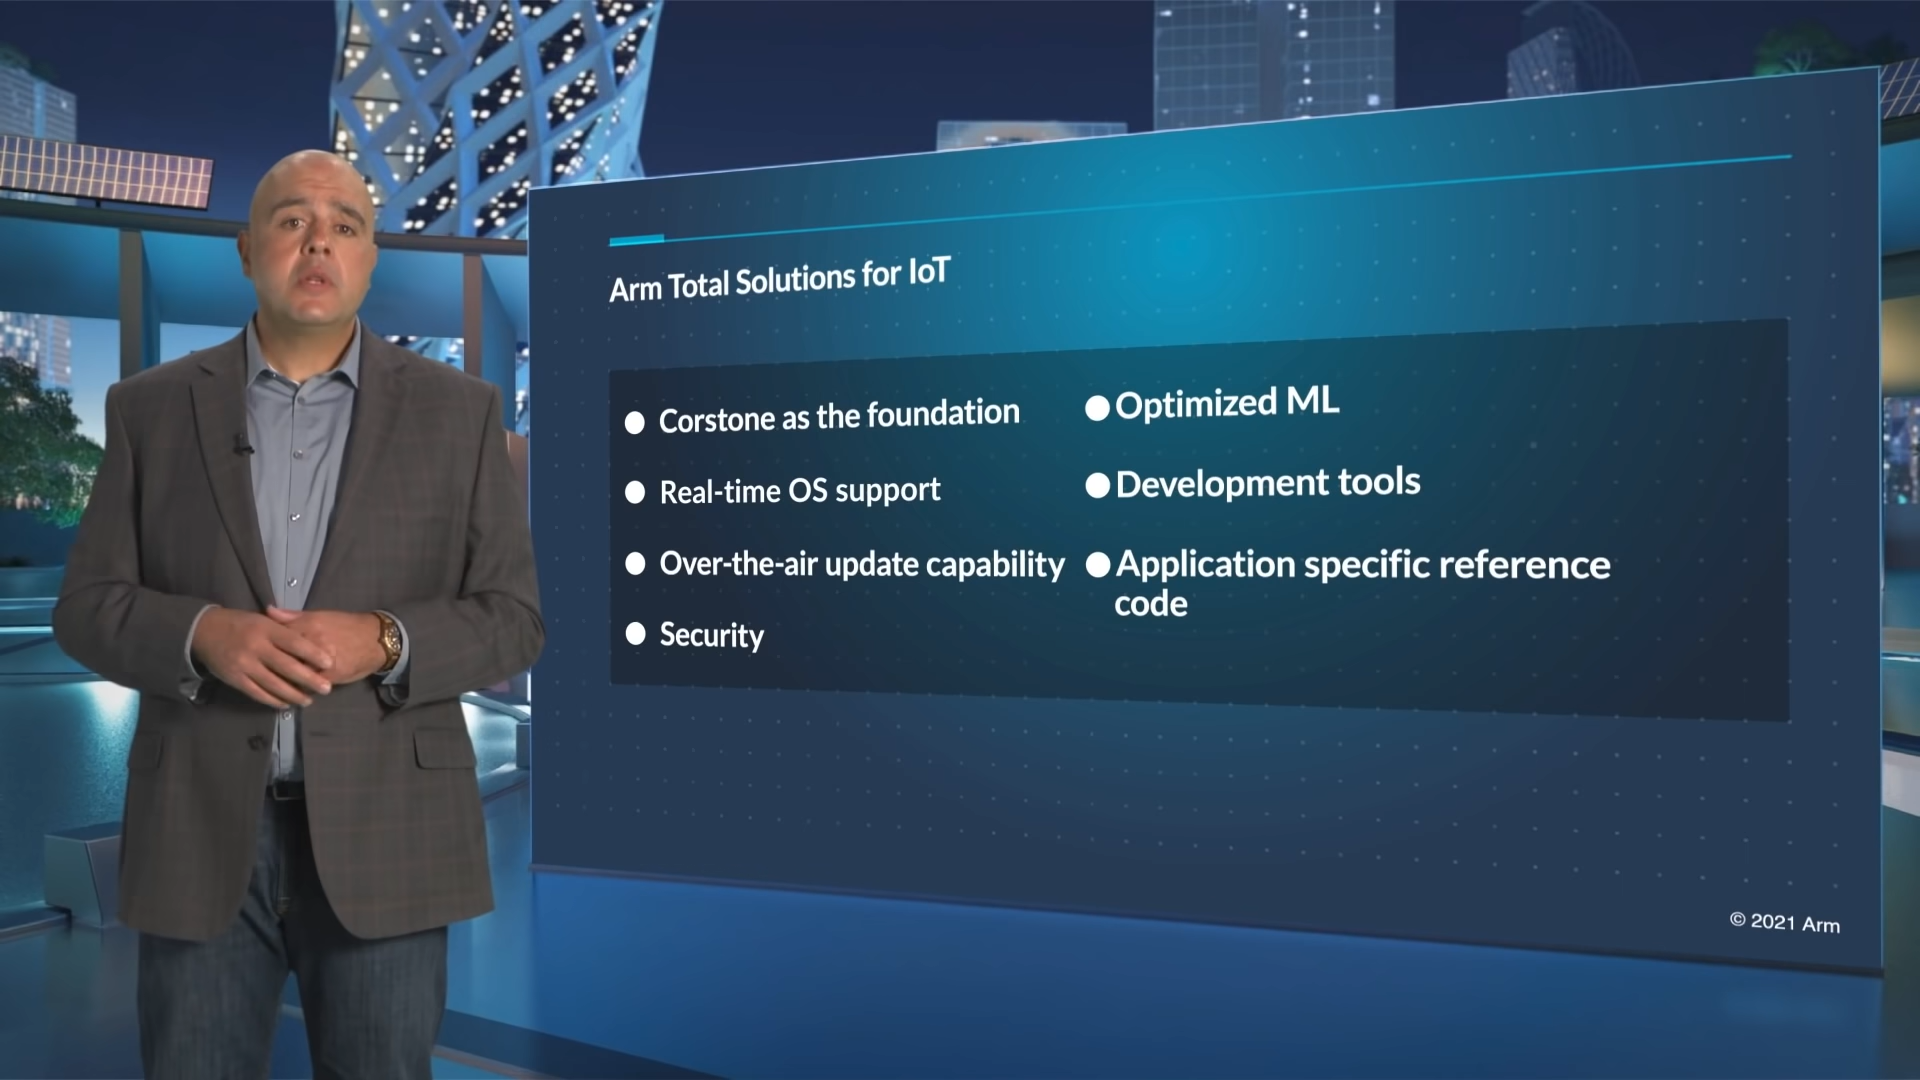 Arm Total Solutions for IoT
Corstone as the foundation
Real-time OS support
Over-the-air update capability
Security
Optimized ML
Development tools
Application specific reference
code
© 2021 Arm